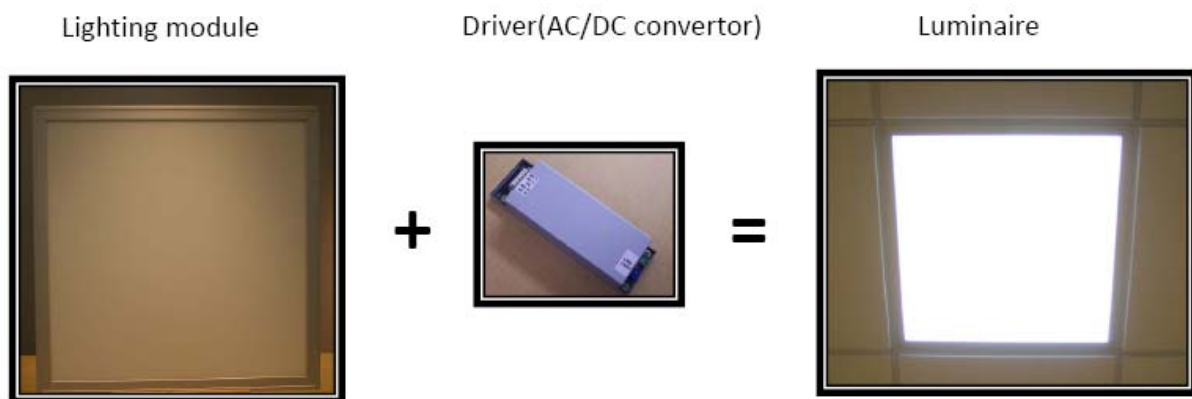 Lighting module
Driver(AC/DC convertor)
Luminaire
+
=